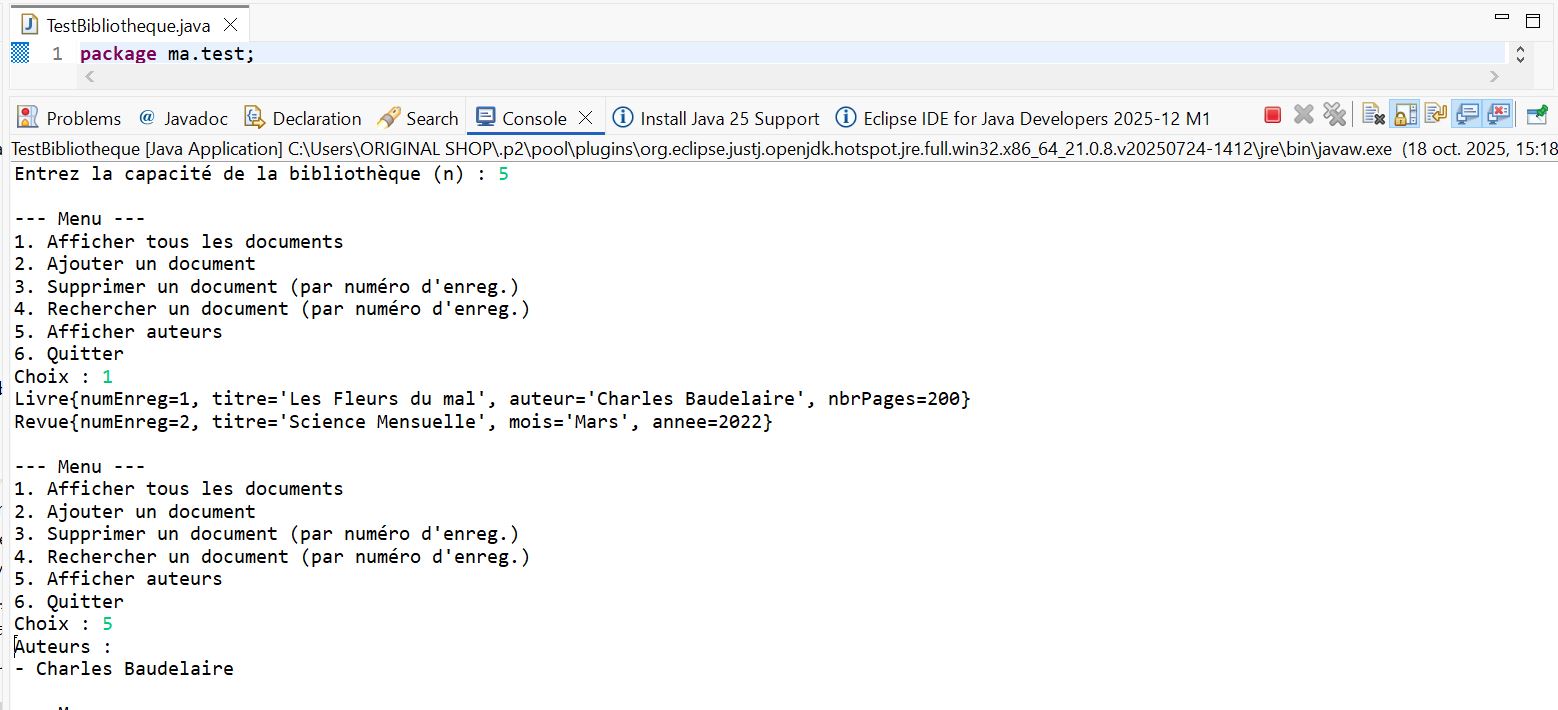 TestBibliotheque.java
1 package ma.test;
Problems @ Javadoc Declaration Search Console Install Java 25 Support Eclipse IDE for Java Developers 2025-12 M1
TestBibliotheque [Java Application] C:\Users\ORIGINAL SHOP\.p2\pool\plugins\org.eclipse.justj.openjdk.hotspot.jre.full.win32.x86_64_21.0.8.v20250724-1412\jre\bin\javaw.exe (18 oct. 2025, 15:18
Entrez la capacité de la bibliothèque (n) : 5
--- Menu ---
1. Afficher tous les documents
2. Ajouter un document
3. Supprimer un document (par numéro d'enreg.)
4. Rechercher un document (par numéro d'enreg.)
5. Afficher auteurs
6. Quitter
Choix : 1
Livre{numEnreg=1, titre='Les Fleurs du mal', auteur='Charles Baudelaire', nbrPages=200}
Revue{numEnreg=2, titre='Science Mensuelle', mois='Mars', annee=2022}
--- Menu ---
1. Afficher tous les documents
2. Ajouter un document
3. Supprimer un document (par numéro d'enreg.)
4. Rechercher un document (par numéro d'enreg.)
5. Afficher auteurs
6. Quitter
Choix : 5
Auteurs :
- Charles Baudelaire